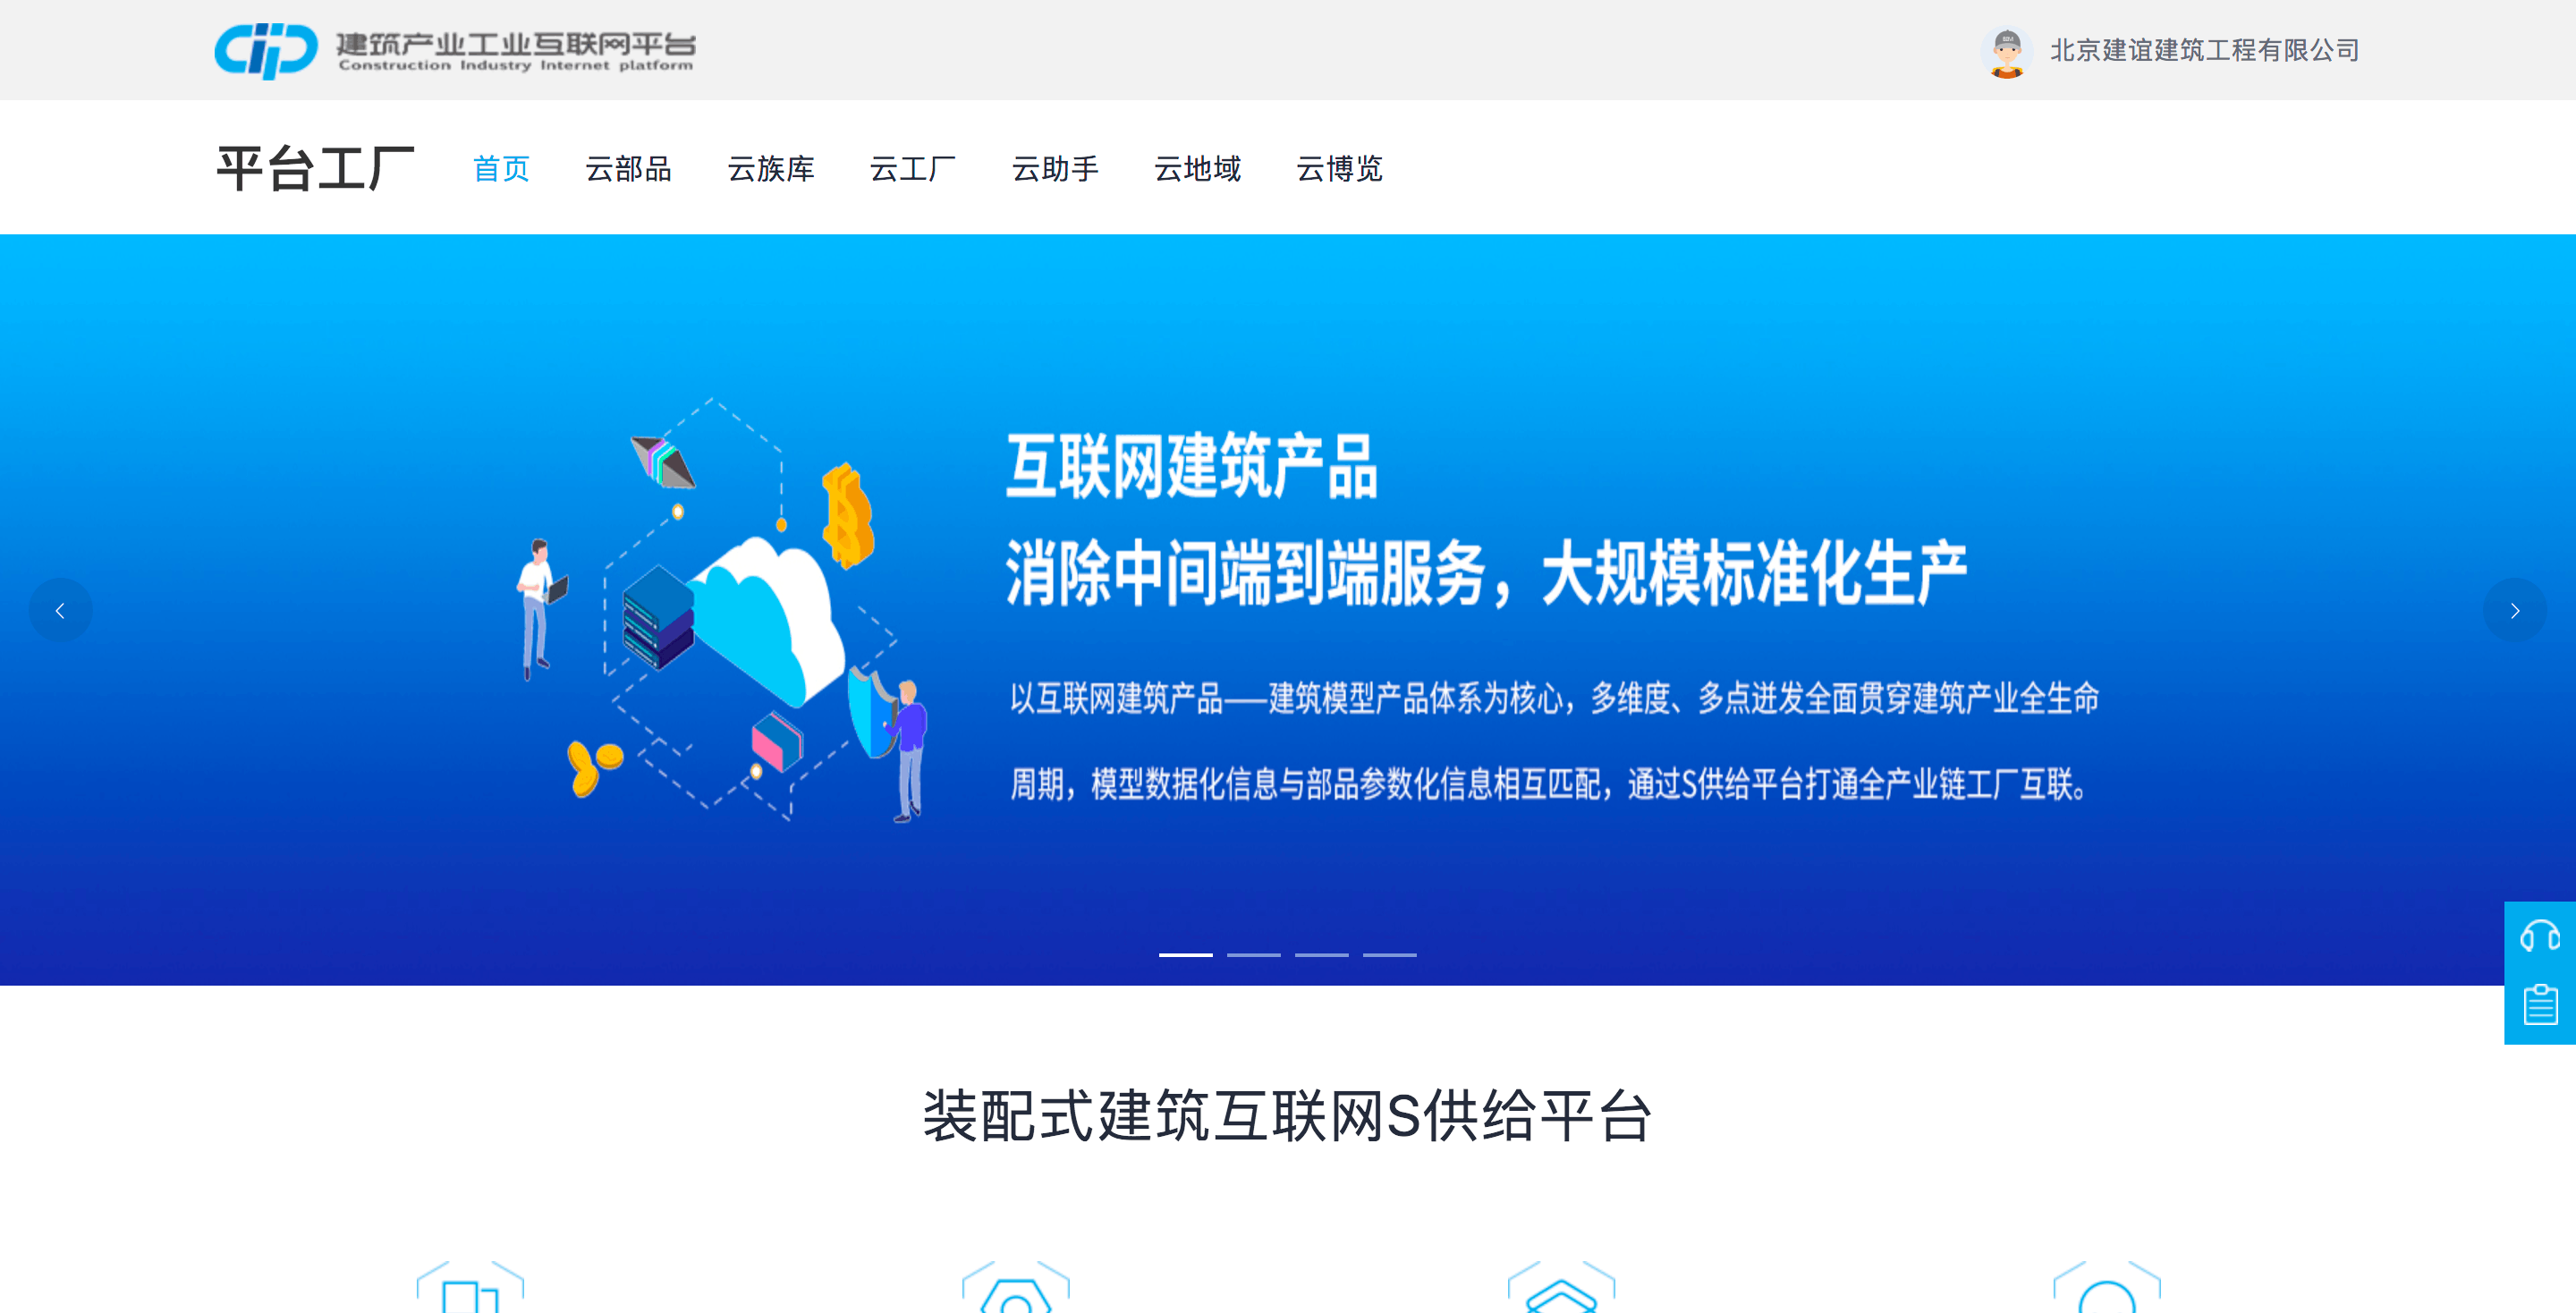 建筑产业工业互联网平台
Construction Industry Internet platform
北京建谊建筑工程有限公司
平台工厂 首页 云部品 云族库 云工厂 云助手 云地域 云博览
互联网建筑产品
消除中间端到端服务，大规模标准化生产
以互联网建筑产品——建筑模型产品体系为核心，多维度、多点迸发全面贯穿建筑产业全生命
周期，模型数据化信息与部品参数化信息相互匹配，通过S供给平台打通全产业链工厂互联。
装配式建筑互联网S供给平台